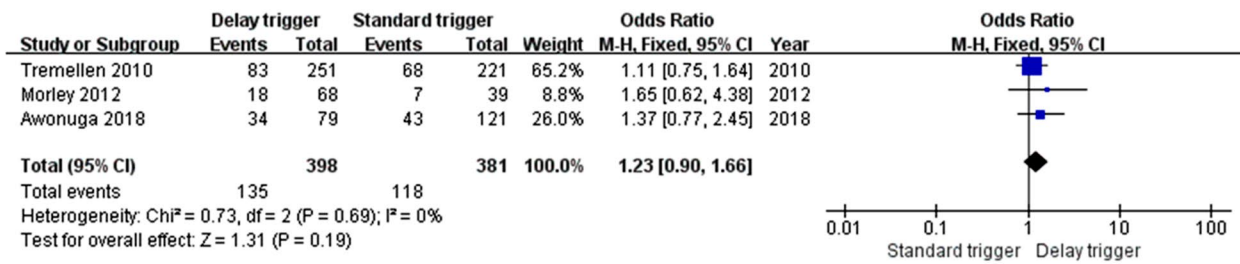 Delay trigger Standard trigger Odds Ratio Odds Ratio
Study or Subgroup Events Total Events Total Weight M-H, Fixed, 95% CI Year M-H, Fixed, 95% CI
Tremellen 2010 83 251 68 221 65.2% 1.11 [0.75, 1.64] 2010
Morley 2012 18 68 7 39 8.8% 1.65 [0.62, 4.38] 2012
Awonuga 2018 34 79 43 121 26.0% 1.37 [0.77, 2.45] 2018
Total (95% CI) 398 381 100.0% 1.23 [0.90, 1.66]
Total events 135 118
Heterogeneity: Chi² = 0.73, df = 2 (P = 0.69); I² = 0%
Test for overall effect: Z = 1.31 (P = 0.19)
0.01 0.1 1 10 100
Standard trigger Delay trigger